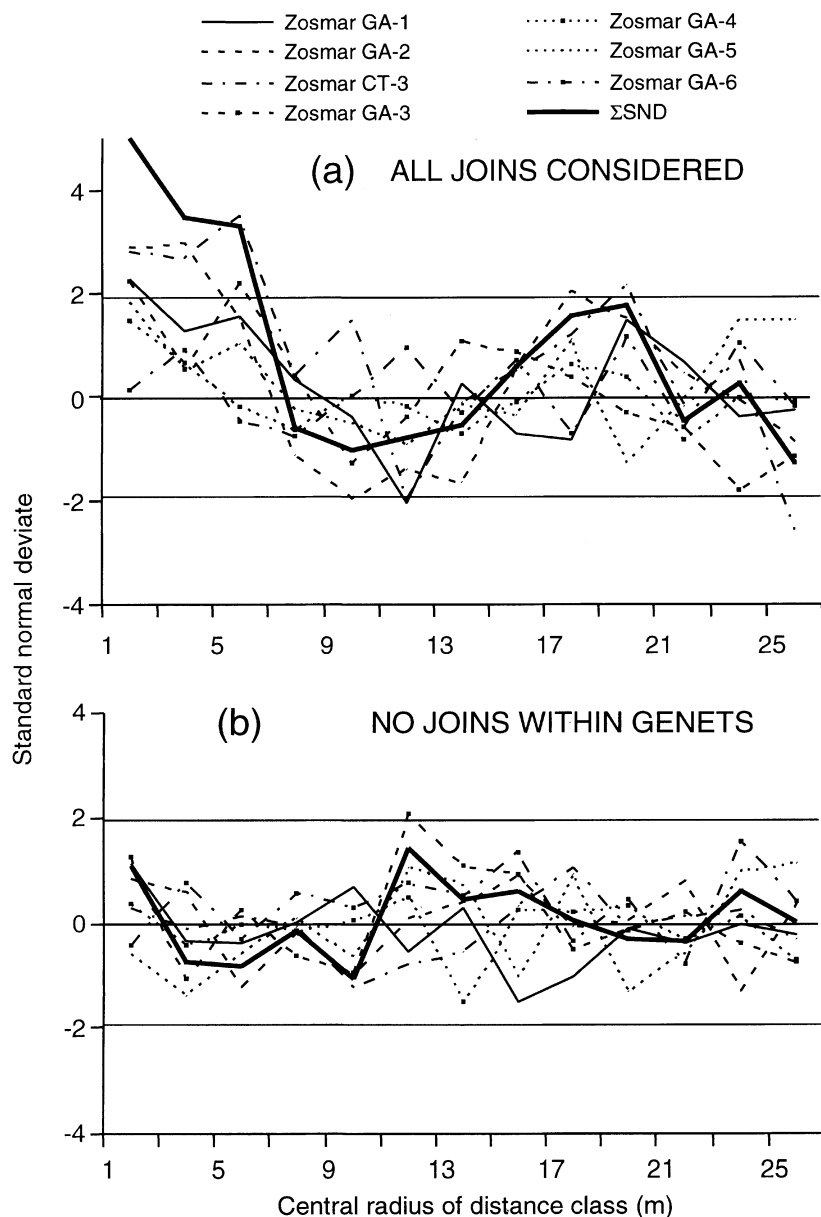 Zosmar GA-1
Zosmar GA-2
Zosmar CT-3
Zosmar GA-3
Zosmar GA-4
Zosmar GA-5
Zosmar GA-6
ΣSND
(a) ALL JOINS CONSIDERED
4
2
0
-2
-4
1 5 9 13 17 21 25
Standard normal deviate
(b) NO JOINS WITHIN GENETS
4
2
0
-2
-4
1 5 9 13 17 21 25
Central radius of distance class (m)